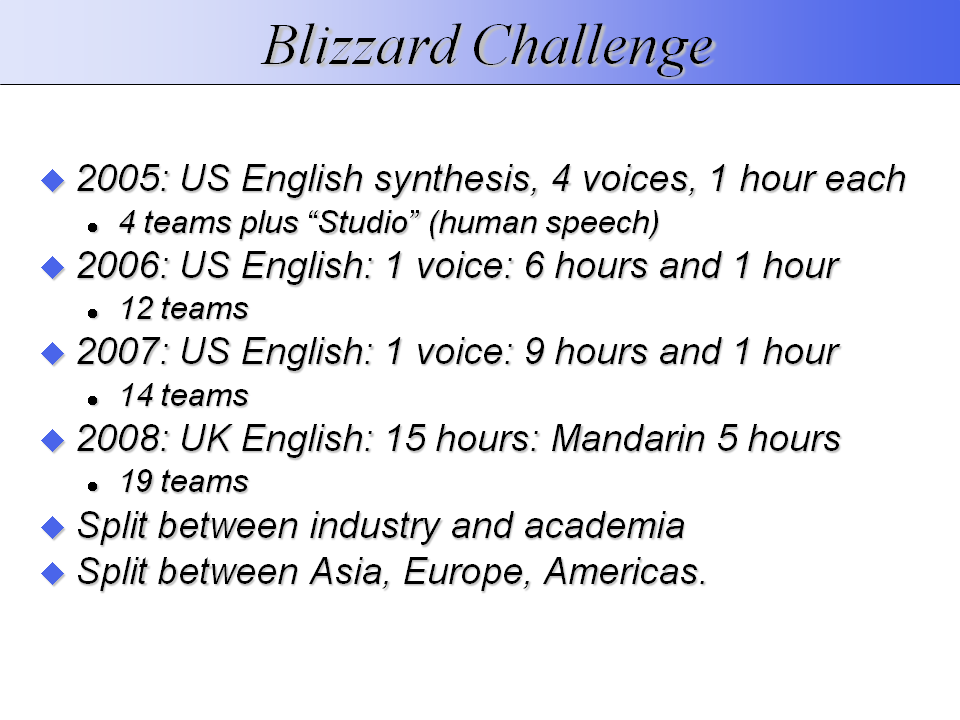 Blizzard Challenge
2005: US English synthesis, 4 voices, 1 hour each
4 teams plus “Studio” (human speech)
2006: US English: 1 voice: 6 hours and 1 hour
12 teams
2007: US English: 1 voice: 9 hours and 1 hour
14 teams
2008: UK English: 15 hours: Mandarin 5 hours
19 teams
Split between industry and academia
Split between Asia, Europe, Americas.